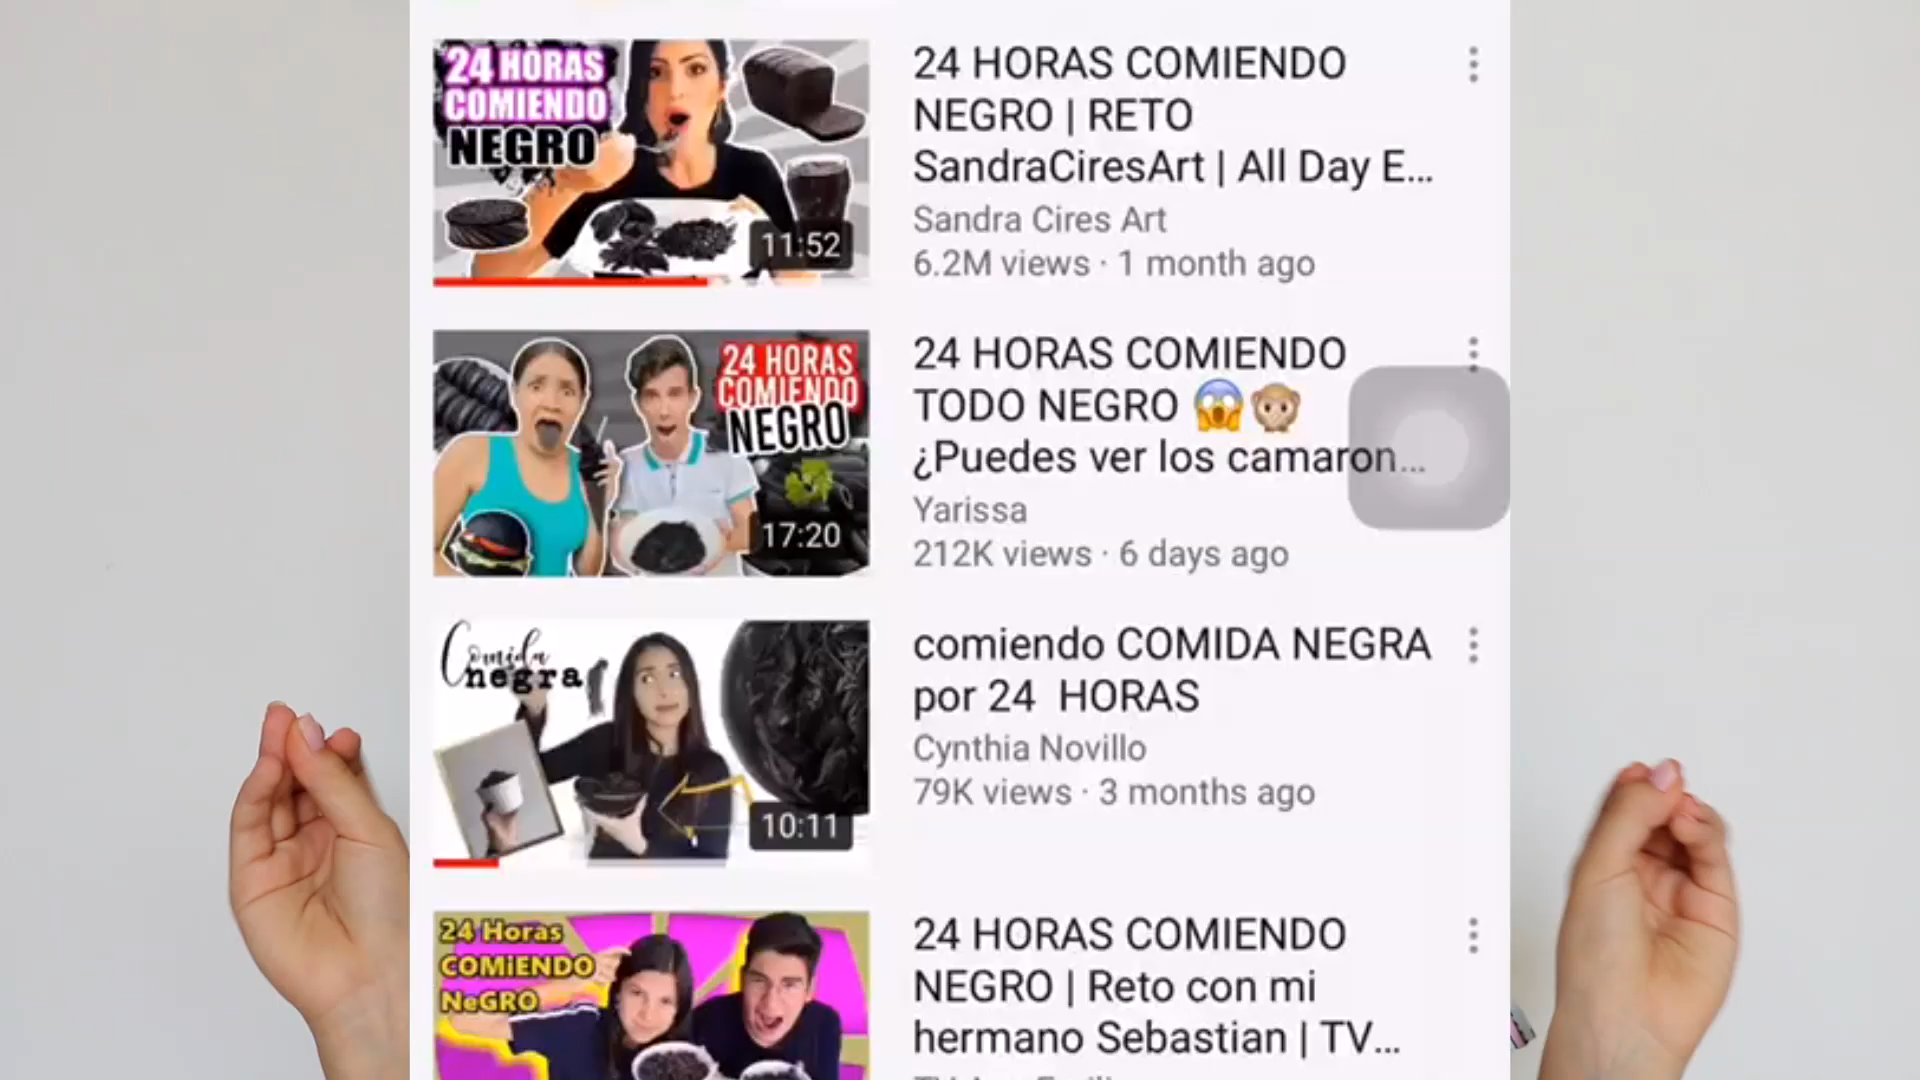 24 HORAS
COMIENDO
NEGRO
11:52
24 HORAS COMIENDO
NEGRO | RETO
SandraCiresArt | All Day E...
Sandra Cires Art
6.2M views · 1 month ago
24 HORAS
COMIENDO
NEGRO
17:20
24 HORAS COMIENDO
TODO NEGRO 😱🙊
¿Puedes ver los camaron...
Yarissa
212K views · 6 days ago
Comida
negra
10:11
comiendo COMIDA NEGRA
por 24 HORAS
Cynthia Novillo
79K views · 3 months ago
24 Horas
COMiENDO
NeGRO
24 HORAS COMIENDO
NEGRO | Reto con mi
hermano Sebastian | TV...